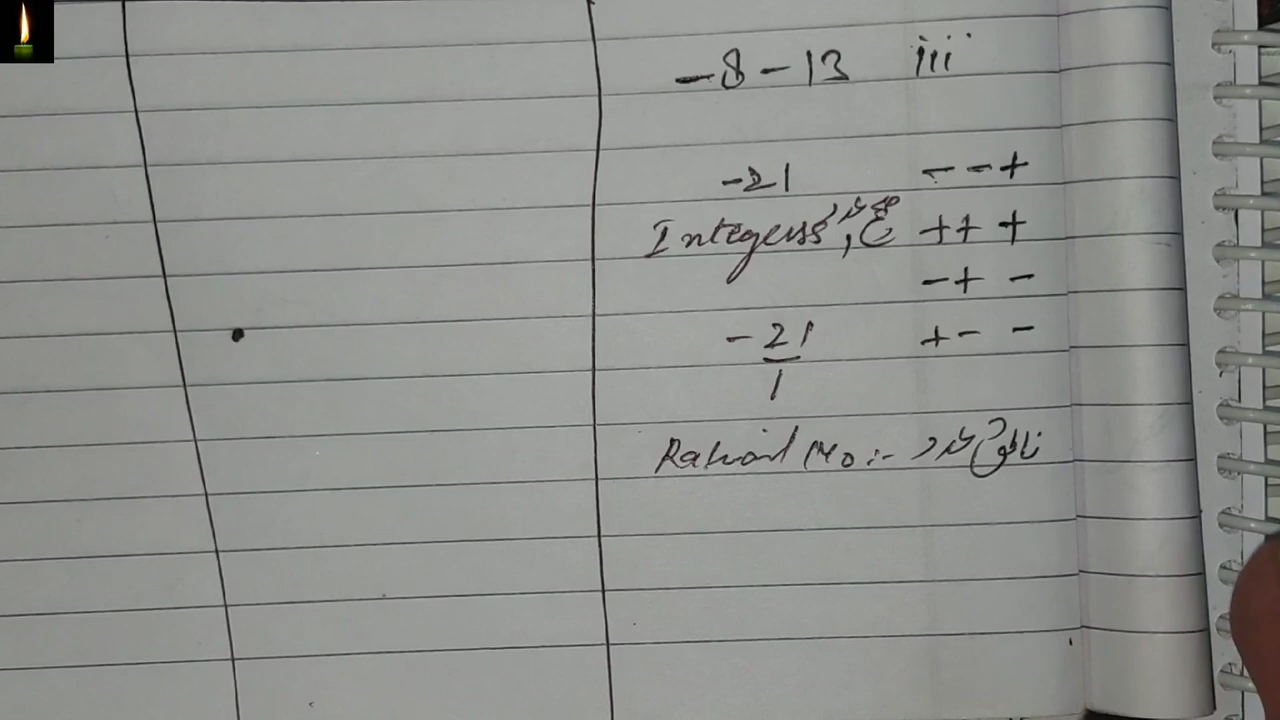 -8-13 iii
-21 - - +
Integers صحیح عدد + + +
- + -
-21 + - -
1
Rational No :- ناطق عدد